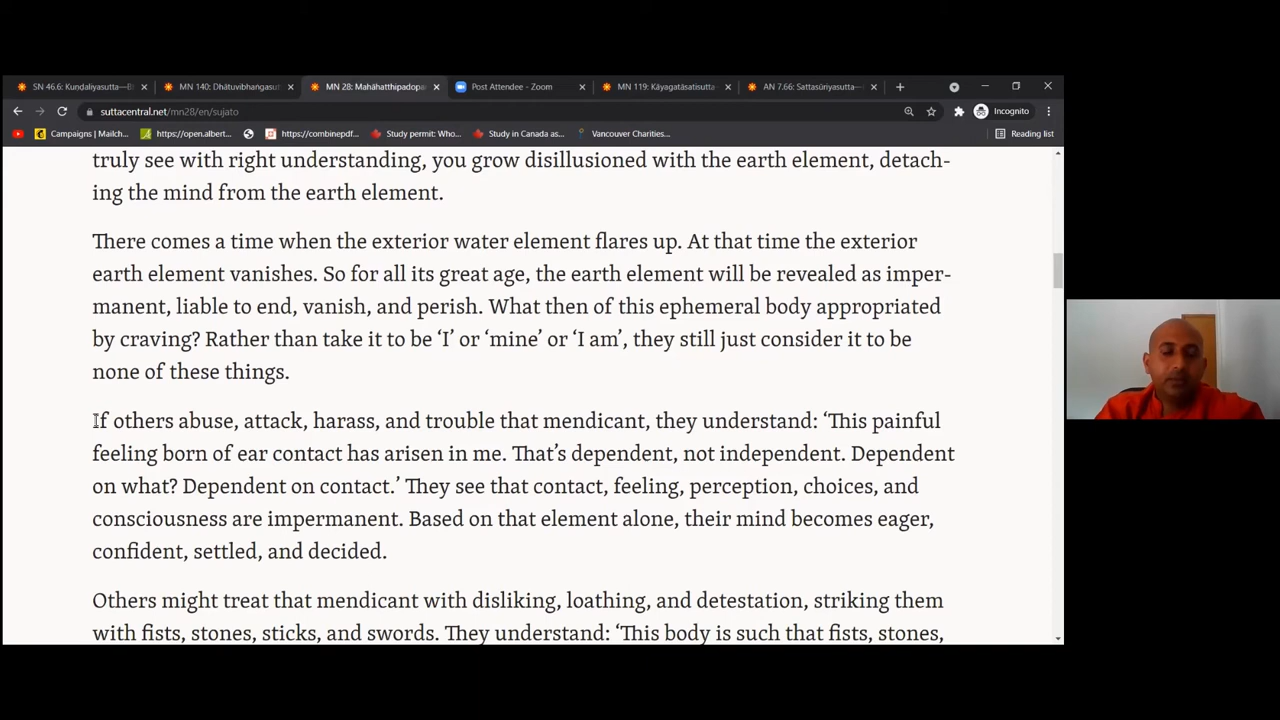 SN 46.6: Kuṇḍaliyasutta—B
MN 140: Dhātuvibhaṅgasut
MN 28: Mahāhatthipadopa
Post Attendee - Zoom
MN 119: Kāyagatāsatisutta
AN 7.66: Sattasūriyasutta—
suttacentral.net/mn28/en/sujato
Incognito
Campaigns | Mailch...
https://open.albert...
https://combinepdf...
Study permit: Who...
Study in Canada as...
Vancouver Charities...
Reading list
truly see with right understanding, you grow disillusioned with the earth element, detach-
ing the mind from the earth element.
There comes a time when the exterior water element flares up. At that time the exterior
earth element vanishes. So for all its great age, the earth element will be revealed as imper-
manent, liable to end, vanish, and perish. What then of this ephemeral body appropriated
by craving? Rather than take it to be ‘I’ or ‘mine’ or ‘I am’, they still just consider it to be
none of these things.
If others abuse, attack, harass, and trouble that mendicant, they understand: ‘This painful
feeling born of ear contact has arisen in me. That’s dependent, not independent. Dependent
on what? Dependent on contact.’ They see that contact, feeling, perception, choices, and
consciousness are impermanent. Based on that element alone, their mind becomes eager,
confident, settled, and decided.
Others might treat that mendicant with disliking, loathing, and detestation, striking them
with fists, stones, sticks, and swords. They understand: ‘This body is such that fists, stones,